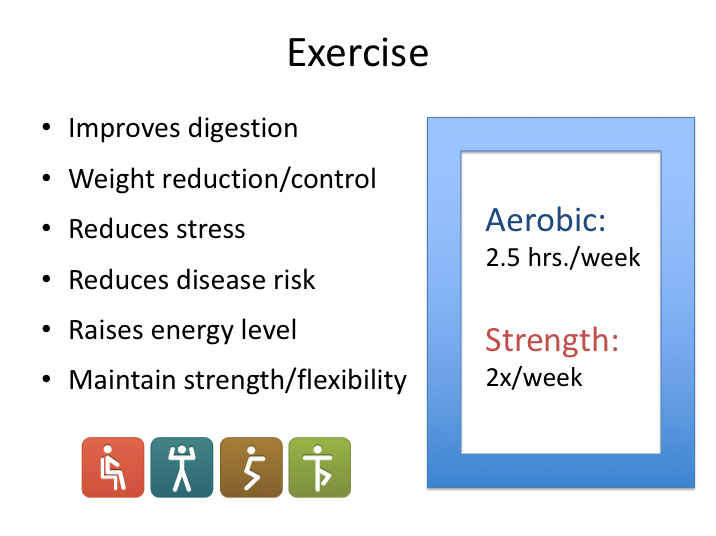 Exercise
• Improves digestion
• Weight reduction/control
• Reduces stress
• Reduces disease risk
• Raises energy level
• Maintain strength/flexibility
Aerobic:
2.5 hrs./week
Strength:
2x/week